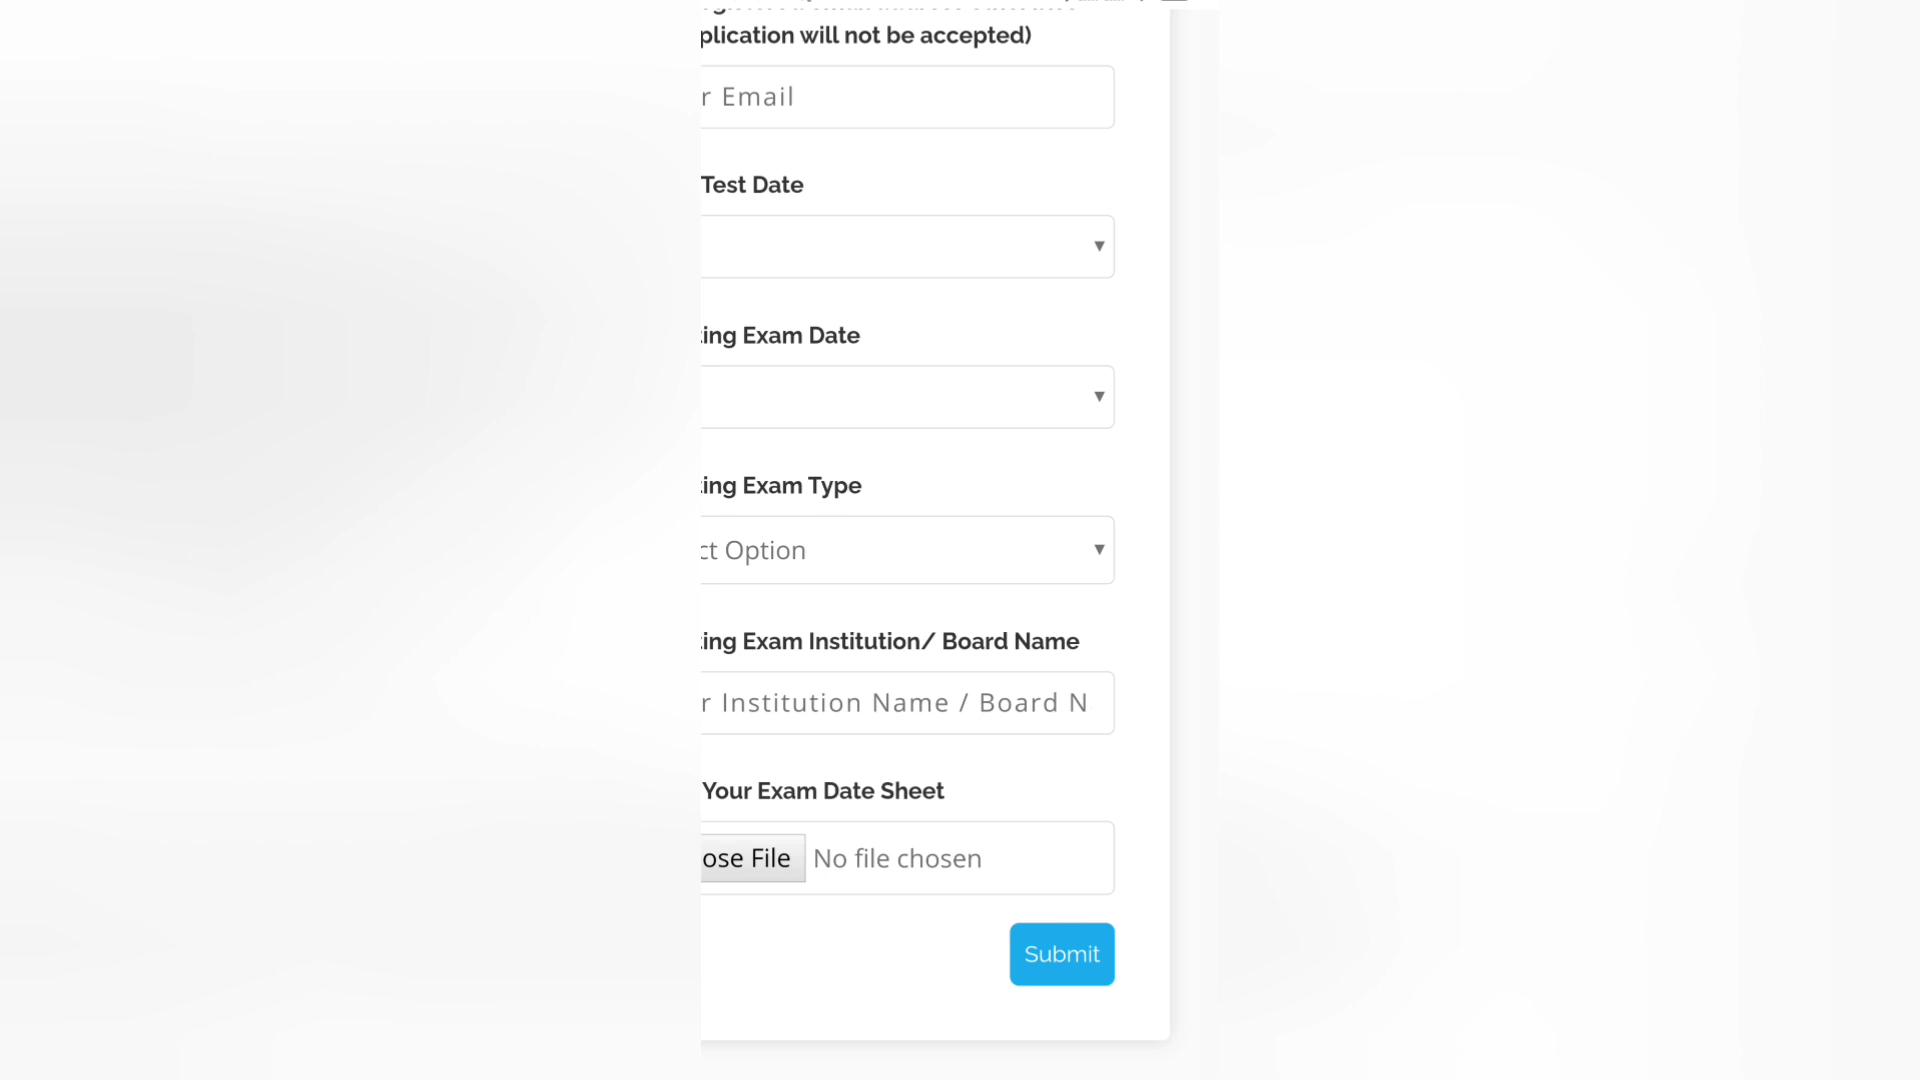 plication will not be accepted)
r Email
Test Date
ing Exam Date
ing Exam Type
ct Option
ing Exam Institution/ Board Name
r Institution Name / Board N
Your Exam Date Sheet
ose File No file chosen
Submit